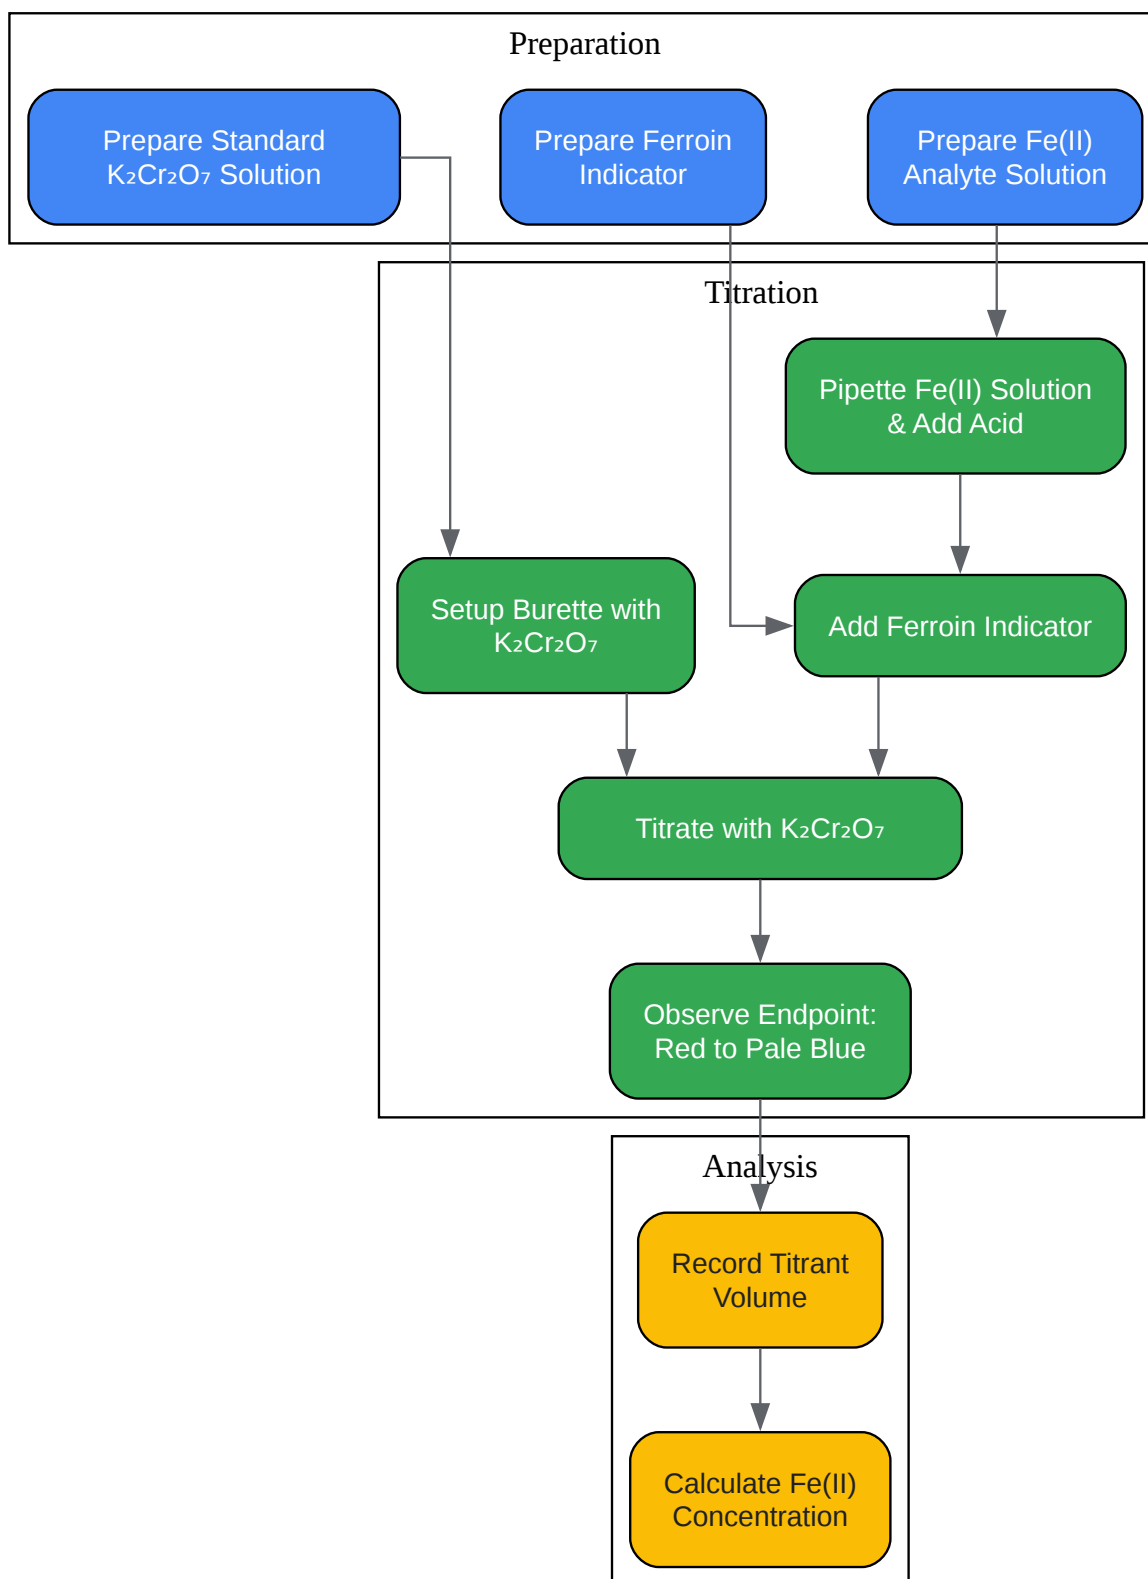 Preparation
Prepare Standard
K₂Cr₂O₇ Solution
Prepare Ferroin
Indicator
Prepare Fe(II)
Analyte Solution
Titration
Pipette Fe(II) Solution
& Add Acid
Setup Burette with
K₂Cr₂O₇
Add Ferroin Indicator
Titrate with K₂Cr₂O₇
Observe Endpoint:
Red to Pale Blue
Analysis
Record Titrant
Volume
Calculate Fe(II)
Concentration